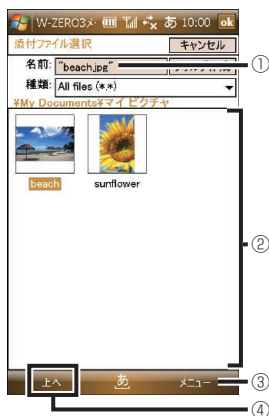 W-ZERO3メ あ 10:00 ok
添付ファイル選択 キャンセル
名前: "beach.jpg"
種類: All files (*.*)
¥My Documents¥マイ ピクチャ
beach sunflower
上へ あ メニュー
①
②
③
④